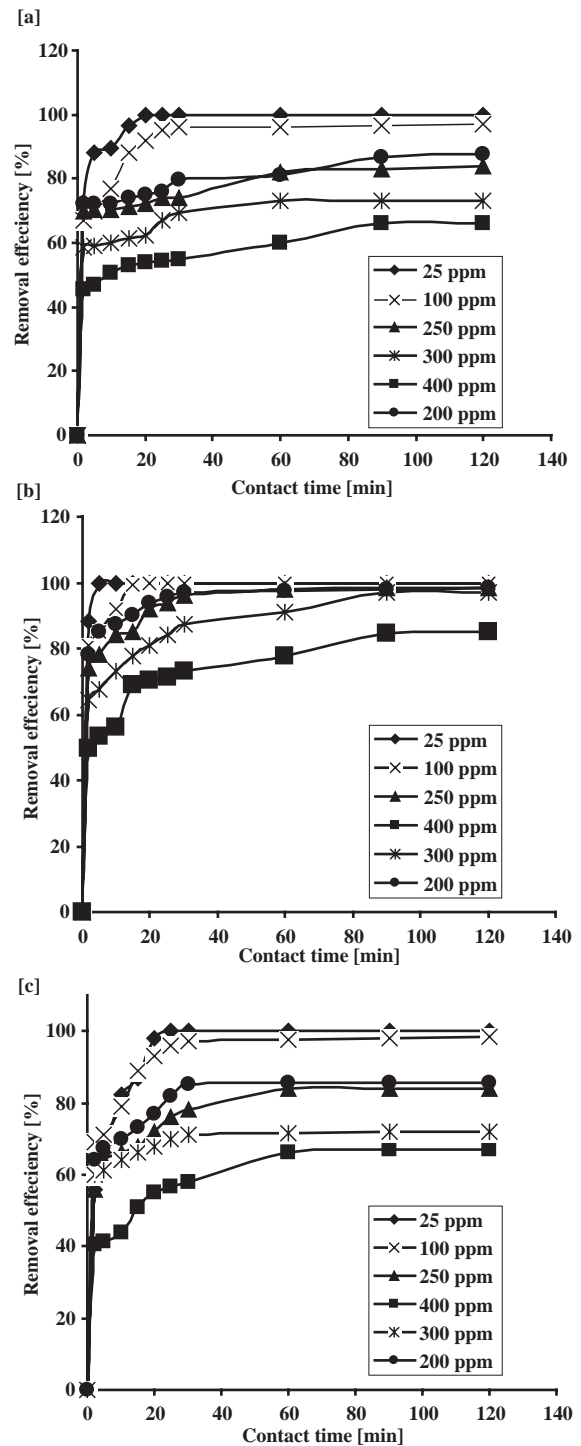 [a]
120
100
80
60
40
20
0
Removal effeciency [%]
25 ppm
100 ppm
250 ppm
300 ppm
400 ppm
200 ppm
0 20 40 60 80 100 120 140
Contact time [min]
[b]
120
100
80
60
40
20
0
Removal effeciency [%]
25 ppm
100 ppm
250 ppm
400 ppm
300 ppm
200 ppm
0 20 40 60 80 100 120 140
Contact time [min]
[c]
100
80
60
40
20
0
Removal effeciency [%]
25 ppm
100 ppm
250 ppm
400 ppm
300 ppm
200 ppm
0 20 40 60 80 100 120 140
Contact time [min]